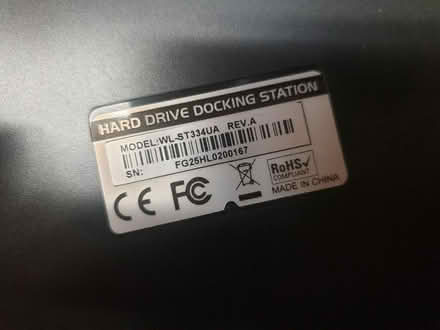 HARD DRIVE DOCKING STATION
MODEL:WL-ST334UA REV.A
SN: FG25HL0200167
CE FC RoHS
COMPLIANT
MADE IN CHINA